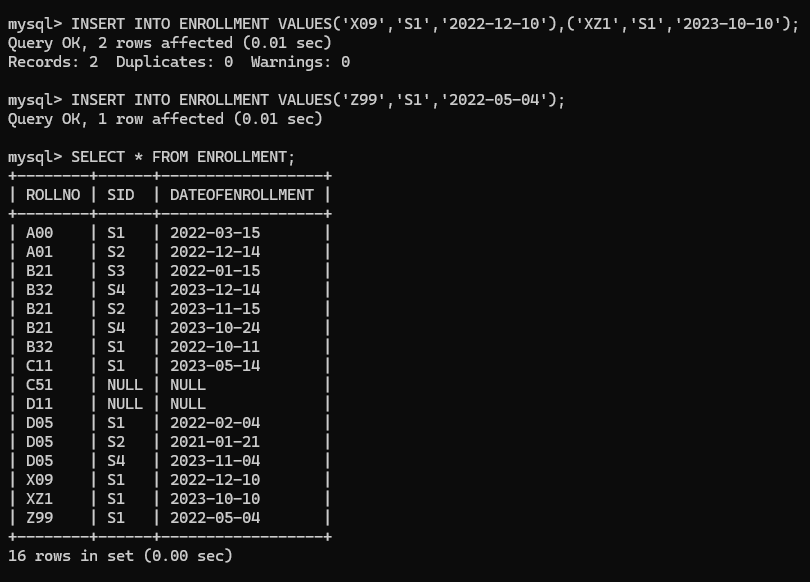 mysql> INSERT INTO ENROLLMENT VALUES('X09','S1','2022-12-10'),('XZ1','S1','2023-10-10');
Query OK, 2 rows affected (0.01 sec)
Records: 2  Duplicates: 0  Warnings: 0

mysql> INSERT INTO ENROLLMENT VALUES('Z99','S1','2022-05-04');
Query OK, 1 row affected (0.01 sec)

mysql> SELECT * FROM ENROLLMENT;
+--------+------+------------------+
| ROLLNO | SID  | DATEOFENROLLMENT |
+--------+------+------------------+
| A00    | S1   | 2022-03-15       |
| A01    | S2   | 2022-12-14       |
| B21    | S3   | 2022-01-15       |
| B32    | S4   | 2023-12-14       |
| B21    | S2   | 2023-11-15       |
| B21    | S4   | 2023-10-24       |
| B32    | S1   | 2022-10-11       |
| C11    | S1   | 2023-05-14       |
| C51    | NULL | NULL             |
| D11    | NULL | NULL             |
| D05    | S1   | 2022-02-04       |
| D05    | S2   | 2021-01-21       |
| D05    | S4   | 2023-11-04       |
| X09    | S1   | 2022-12-10       |
| XZ1    | S1   | 2023-10-10       |
| Z99    | S1   | 2022-05-04       |
+--------+------+------------------+
16 rows in set (0.00 sec)